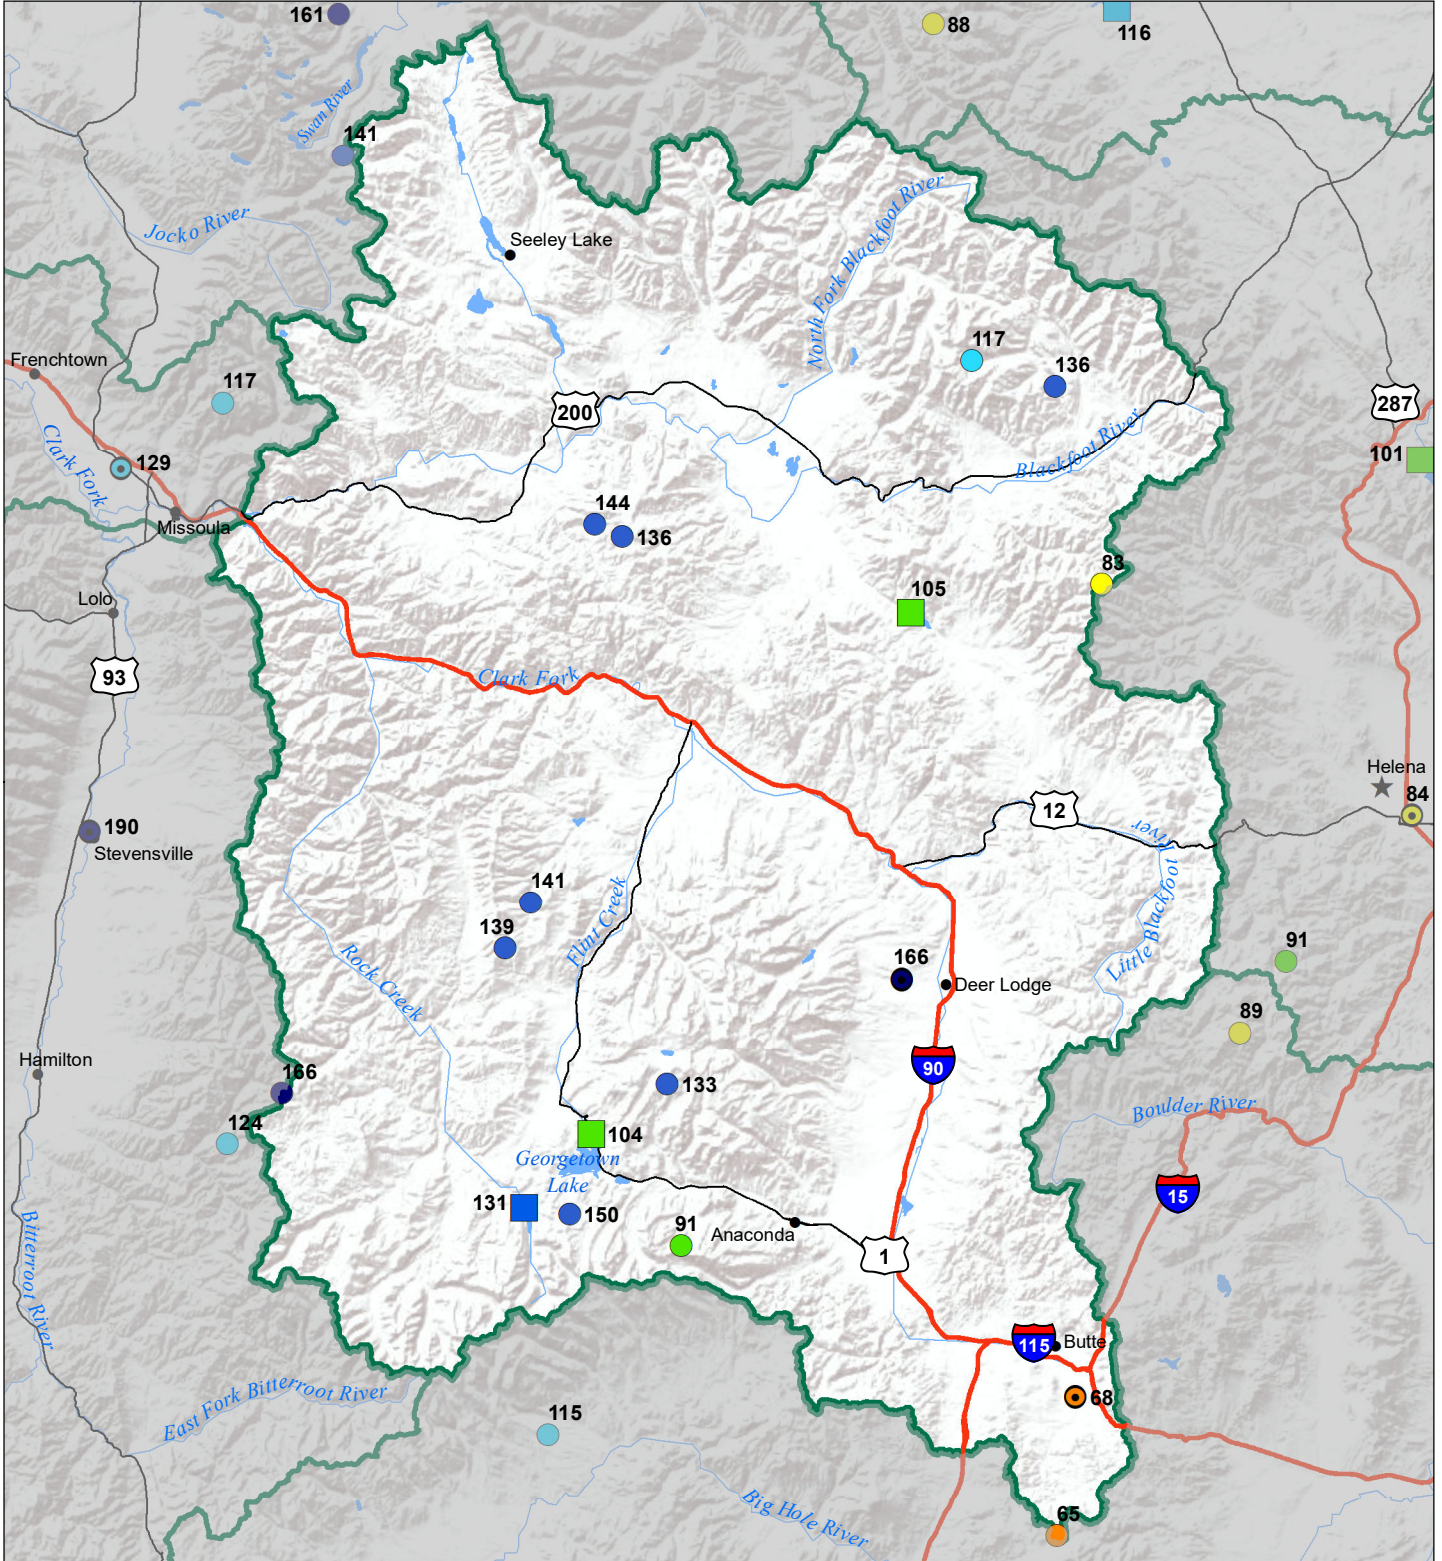 161
88
116
Swan River
141
Jocko River
North Fork Blackfoot River
Seeley Lake
Frenchtown
117
117
136
200
287
Clark Fork
129
Blackfoot River
101
Missoula
144
136
83
Lolo
105
93
Clark Fork
Helena
84
12
Little Blackfoot River
190
Stevensville
141
Flint Creek
139
91
166
Rock Creek
Deer Lodge
89
Hamilton
90
166
133
Boulder River
124
104
Georgetown
Lake
15
131
150
91
Anaconda
1
Bitterroot River
115
Butte
East Fork Bitterroot River
68
115
Big Hole River
65